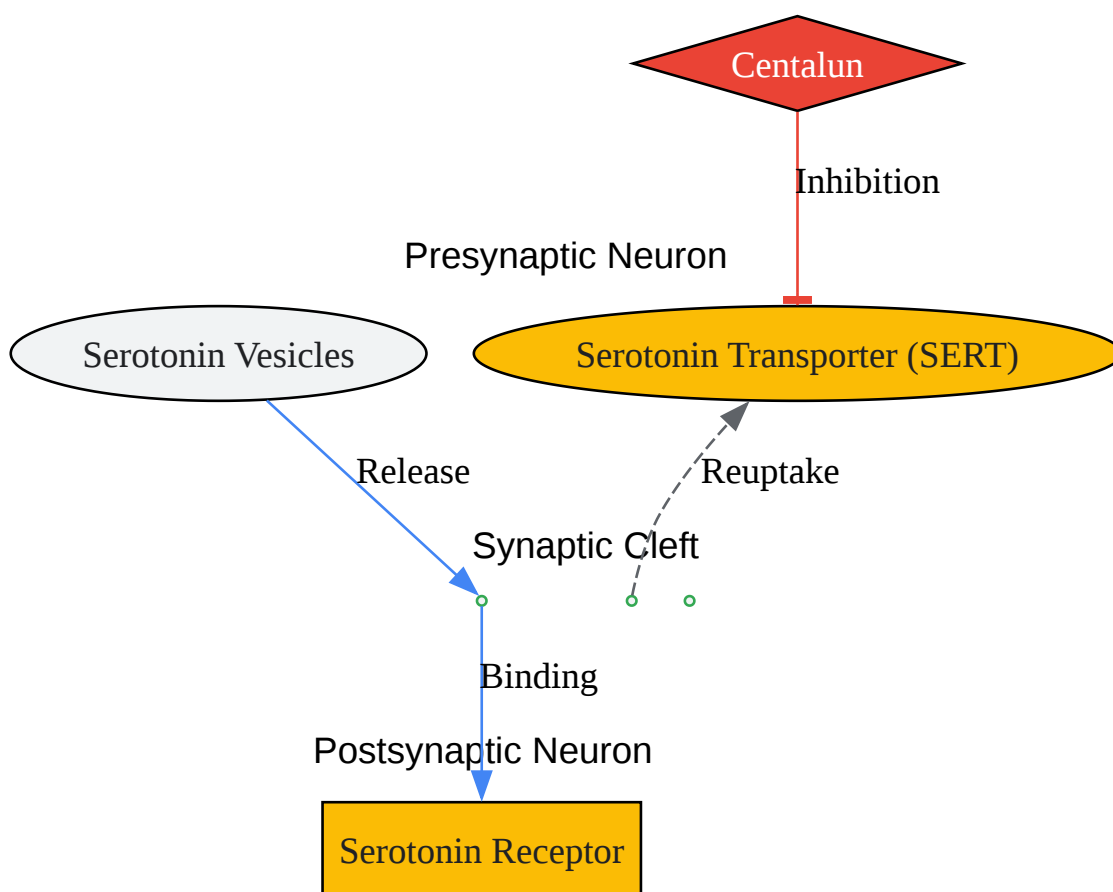 Centalun
Inhibition
Presynaptic Neuron
Serotonin Vesicles
Serotonin Transporter (SERT)
Release
Reuptake
Synaptic Cleft
Binding
Postsynaptic Neuron
Serotonin Receptor